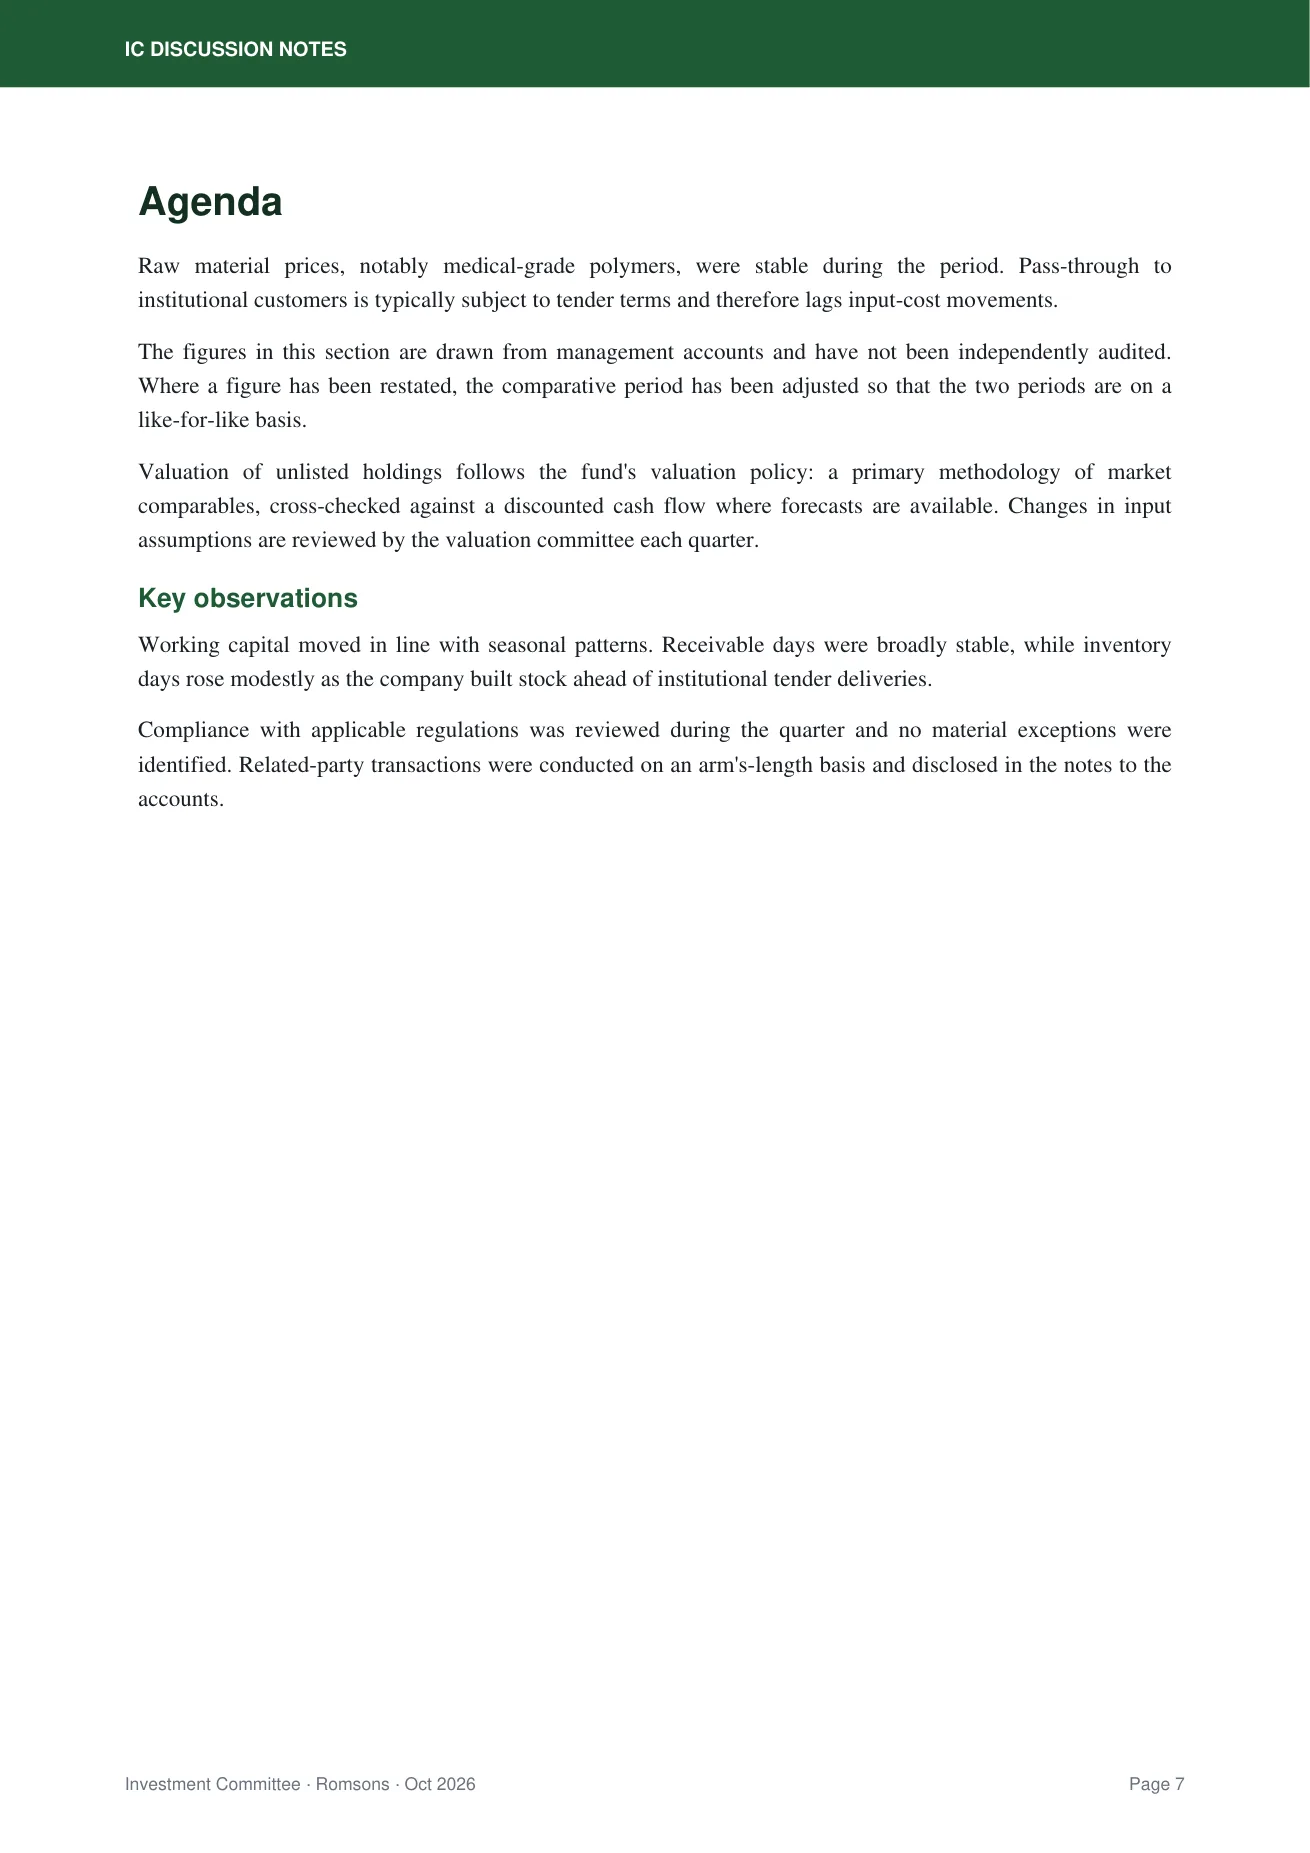 IC DISCUSSION NOTES
Agenda
Raw material prices, notably medical-grade polymers, were stable during the period. Pass-through to
institutional customers is typically subject to tender terms and therefore lags input-cost movements.
The figures in this section are drawn from management accounts and have not been independently audited.
Where a figure has been restated, the comparative period has been adjusted so that the two periods are on a
like-for-like basis.
Valuation of unlisted holdings follows the fund's valuation policy: a primary methodology of market
comparables, cross-checked against a discounted cash flow where forecasts are available. Changes in input
assumptions are reviewed by the valuation committee each quarter.
Key observations
Working capital moved in line with seasonal patterns. Receivable days were broadly stable, while inventory
days rose modestly as the company built stock ahead of institutional tender deliveries.
Compliance with applicable regulations was reviewed during the quarter and no material exceptions were
identified. Related-party transactions were conducted on an arm's-length basis and disclosed in the notes to the
accounts.
Investment Committee · Romsons · Oct 2026
Page 7